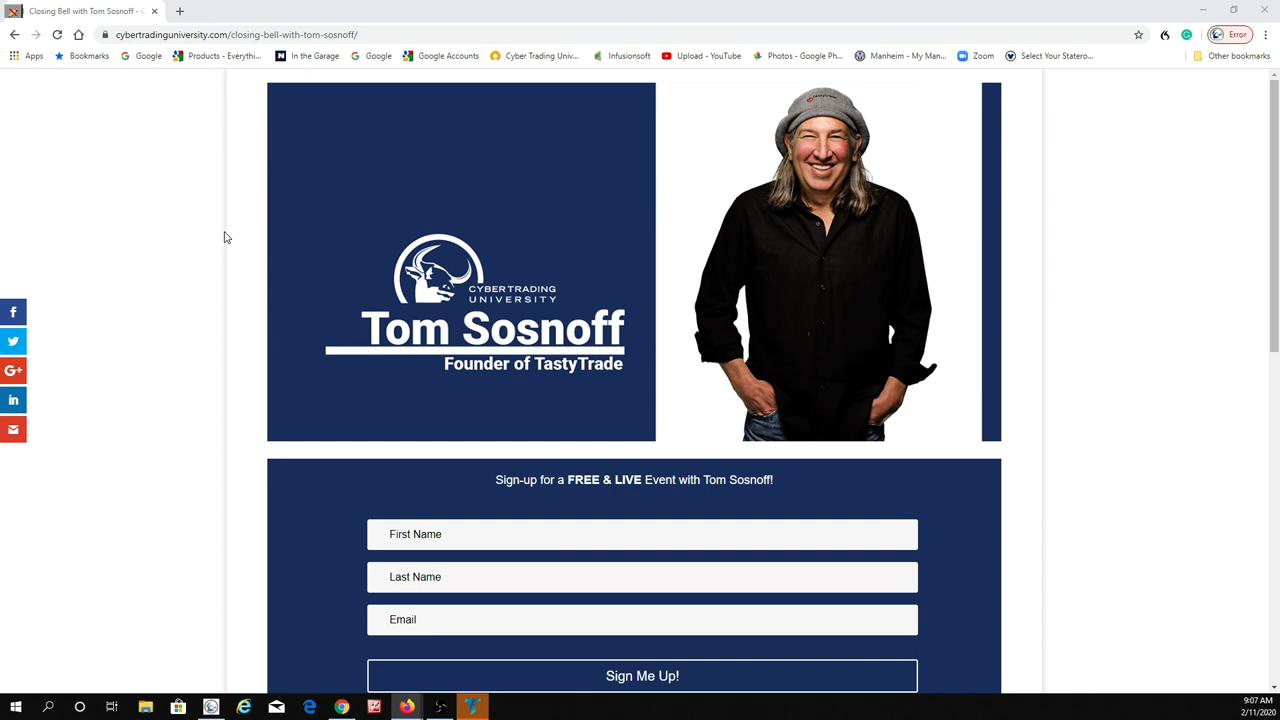 Closing Bell with Tom Sosnoff - C
cybertradinguniversity.com/closing-bell-with-tom-sosnoff/
Error
Apps
Bookmarks
Google
Products - Everythi...
In the Garage
Google
Google Accounts
Cyber Trading Univ...
Infusionsoft
Upload - YouTube
Photos - Google Ph...
Manheim - My Man...
Zoom
Select Your Statero...
Other bookmarks
CYBERTRADING
UNIVERSITY
Tom Sosnoff
Founder of TastyTrade
Sign-up for a FREE & LIVE Event with Tom Sosnoff!
First Name
Last Name
Email
Sign Me Up!
9:07 AM
2/11/2020